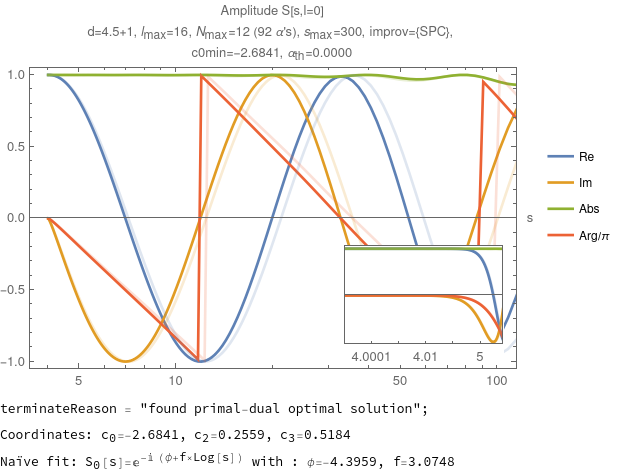 Amplitude S[s,l=0]
d=4.5+1, lmax=16, Nmax=12 (92 α's), smax=300, improv={SPC},
c0min=-2.6841, αth=0.0000
1.0
0.5
0.0
-0.5
-1.0
5
10
50
100
s
Re
Im
Abs
Arg/π
4.0001
4.01
5
terminateReason = "found primal-dual optimal solution";
Coordinates: c0=-2.6841, c2=0.2559, c3=0.5184
Naïve fit: S0[s]=e^-i (ϕ+f×Log[s]) with : ϕ=-4.3959, f=3.0748